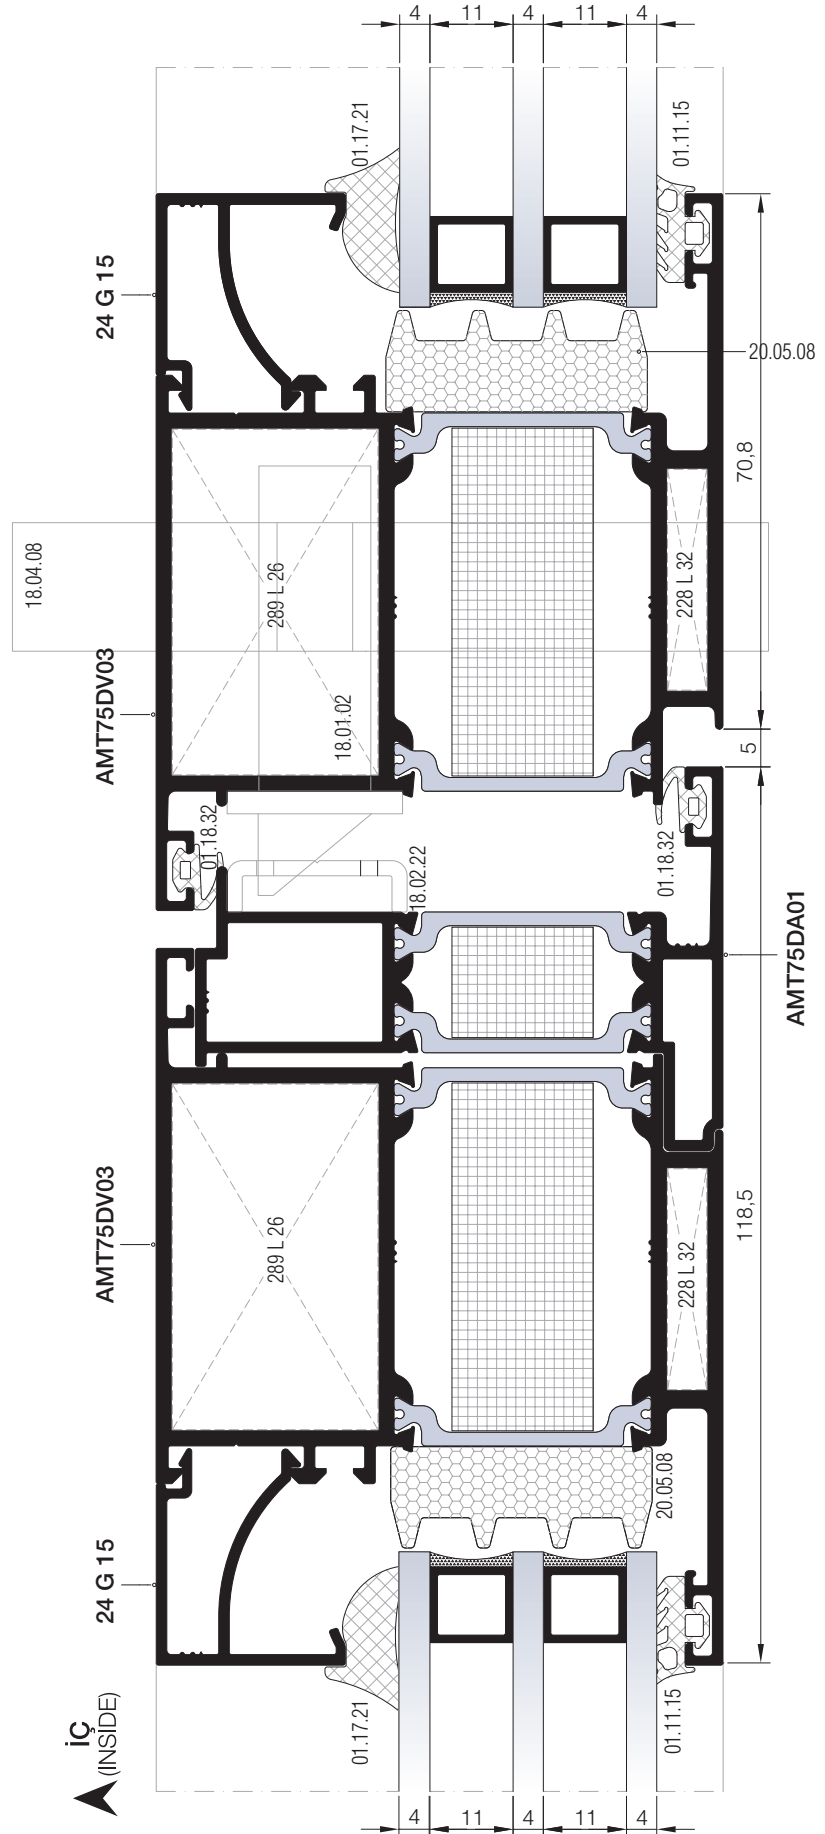 4 11 4 11 4
01.17.21
01.11.15
24 G 15
20.05.08
70,8
18.04.08
289 L 26
228 L 32
AMT75DV03
18.01.02
5
01.18.32
01.18.32
18.02.22
AMT75DA01
AMT75DV03
118,5
289 L 26
228 L 32
20.05.08
24 G 15
01.17.21
01.11.15
İÇ
(INSIDE)
4 11 4 11 4